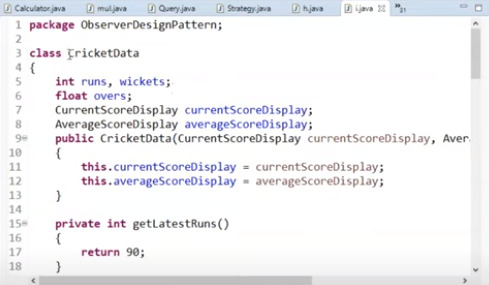 Calculator.java mul.java Query.java Strategy.java h.java i.java »31
1 package ObserverDesignPattern;
2
3 class CricketData
4 {
5 int runs, wickets;
6 float overs;
7 CurrentScoreDisplay currentScoreDisplay;
8 AverageScoreDisplay averageScoreDisplay;
9 public CricketData(CurrentScoreDisplay currentScoreDisplay, Aver
10 {
11 this.currentScoreDisplay = currentScoreDisplay;
12 this.averageScoreDisplay = averageScoreDisplay;
13 }
14
15 private int getLatestRuns()
16 {
17 return 90;
18 }